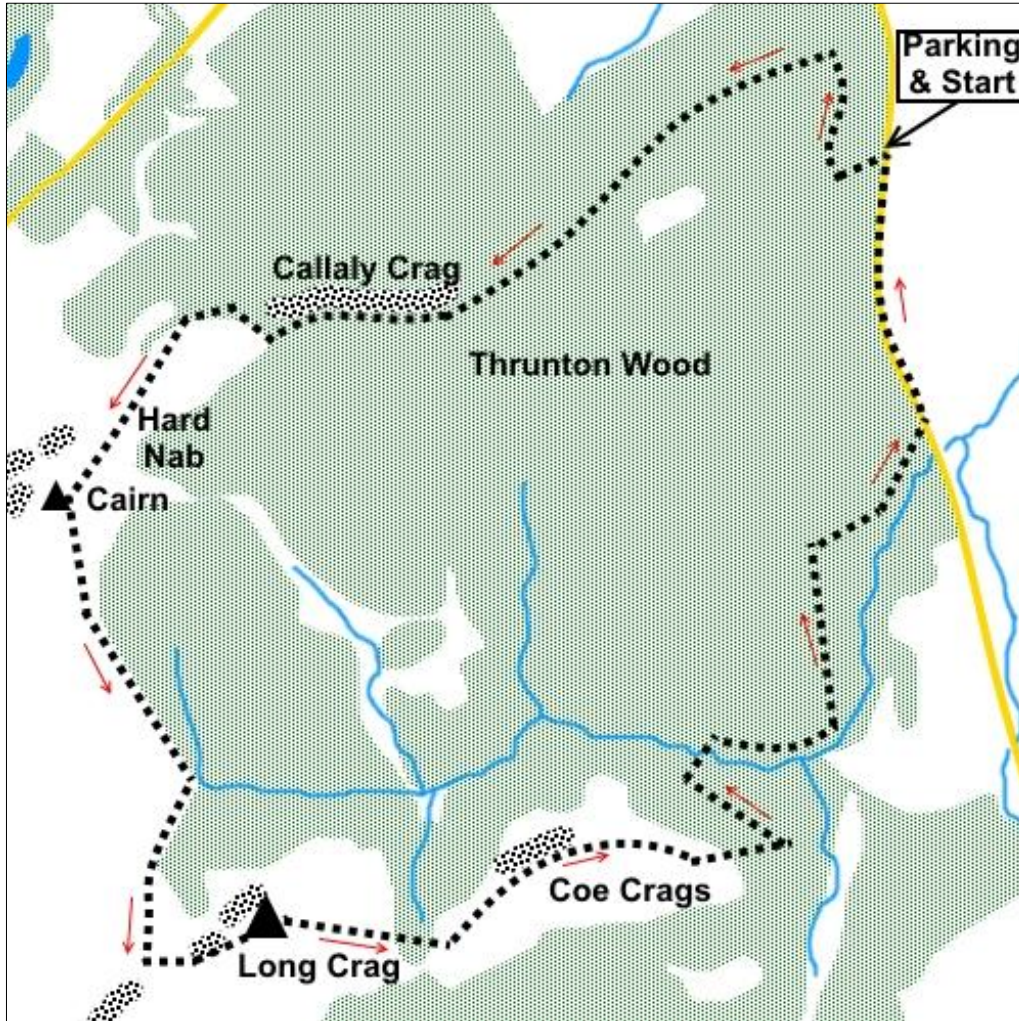 Parking
& Start
Callaly Crag
Thrunton Wood
Hard
Nab
Cairn
Coe Crags
Long Crag